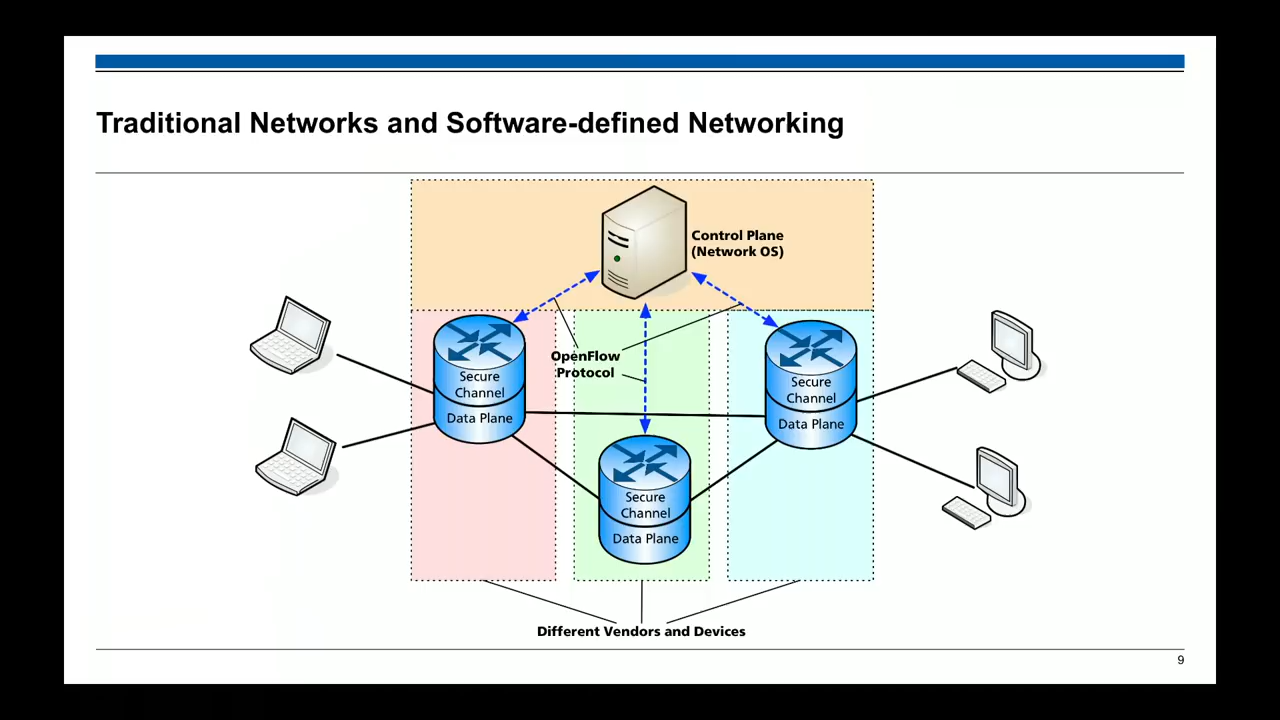 Traditional Networks and Software-defined Networking
Control Plane
(Network OS)
OpenFlow
Protocol
Secure
Channel
Data Plane
Secure
Channel
Data Plane
Secure
Channel
Data Plane
Different Vendors and Devices
9